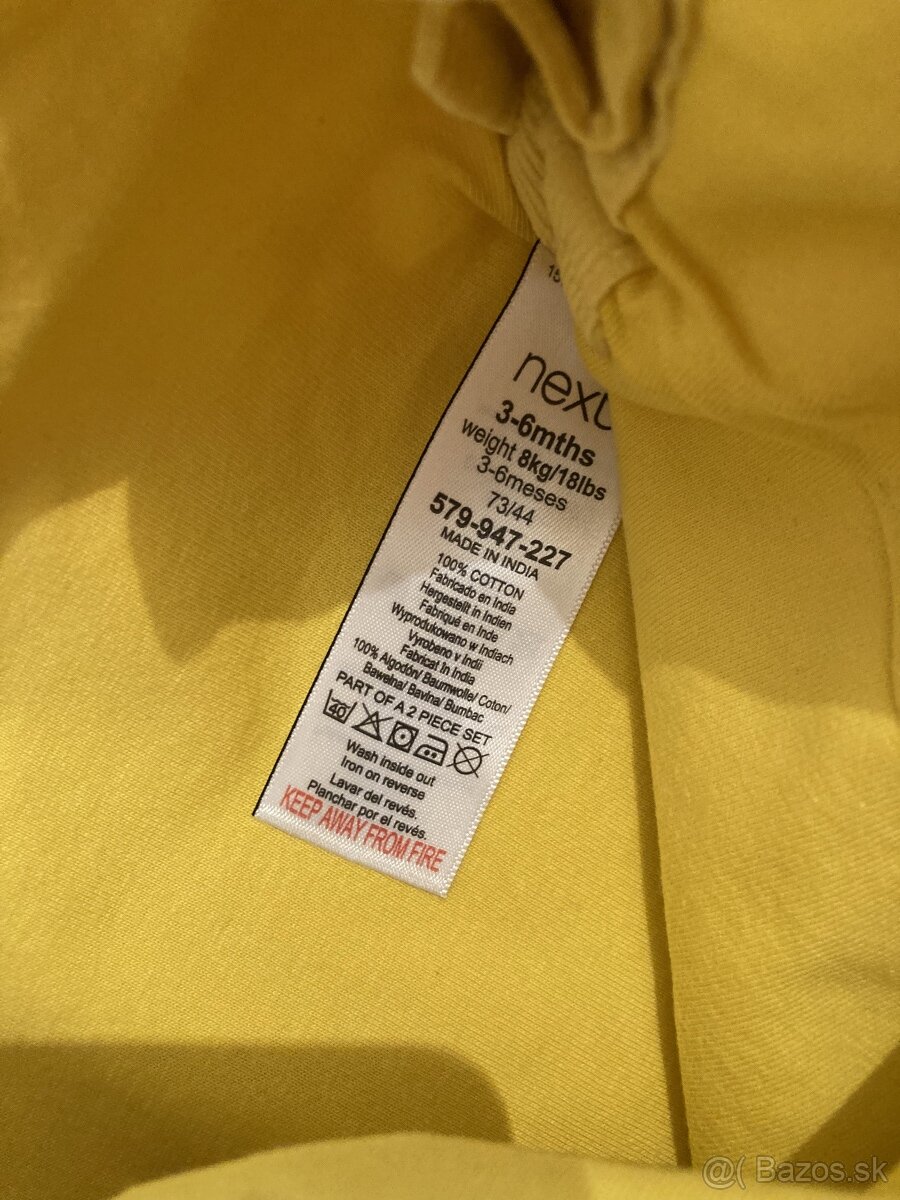 15
next
3-6mths
weight 8kg/18lbs
3-6meses
73/44
579-947-227
MADE IN INDIA
100% COTTON
Fabricado en India
Hergestellt in Indien
Fabriqué en Inde
Wyprodukowano w Indiach
Vyrobeno v Indii
Fabricat în India
100% Algodón/ Baumwolle/ Coton/
Bawełna/ Bavlna/ Bumbac
PART OF A 2 PIECE SET
40
Wash inside out
Iron on reverse
Lavar del revés.
Planchar por el revés.
KEEP AWAY FROM FIRE
@( Bazos.sk